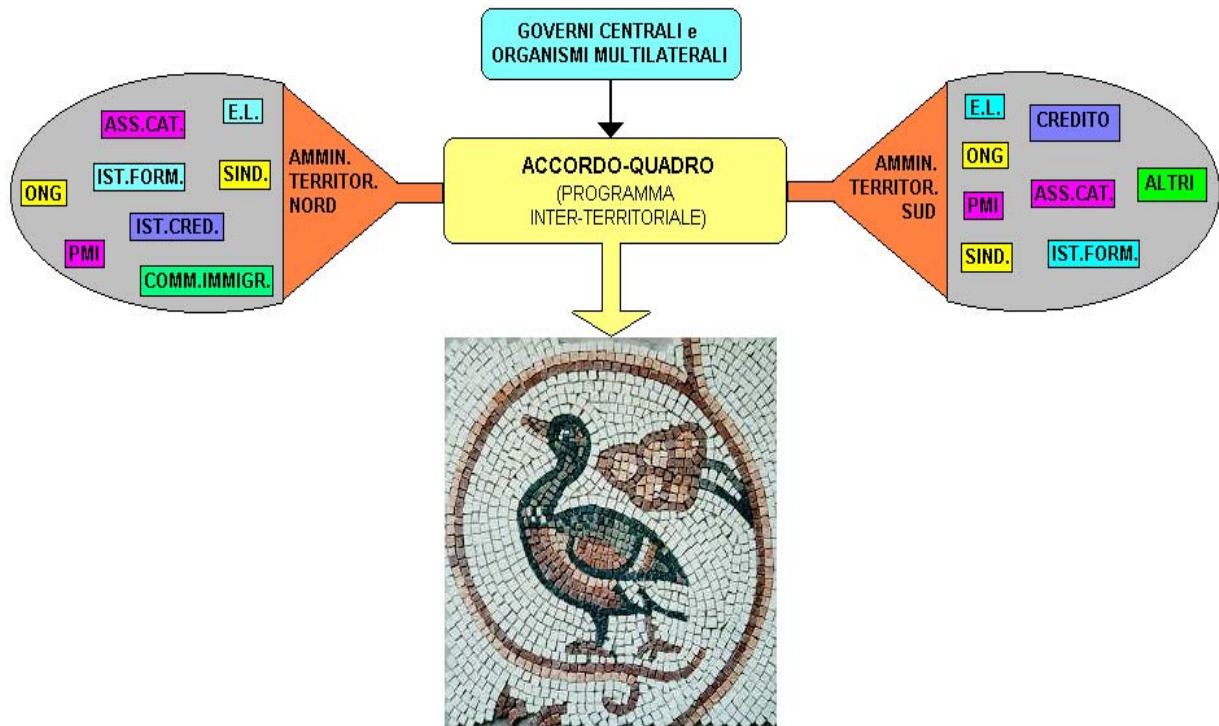 GOVERNI CENTRALI e
ORGANISMI MULTILATERALI
ASS.CAT.
E.L.
IST.FORM.
SIND.
ONG
IST.CRED.
PMI
COMM.IMMIGR.
AMMIN.
TERRITOR.
NORD
ACCORDO-QUADRO
(PROGRAMMA
INTER-TERRITORIALE)
AMMIN.
TERRITOR.
SUD
E.L.
CREDITO
ONG
ALTRI
PMI
ASS.CAT.
SIND.
IST.FORM.